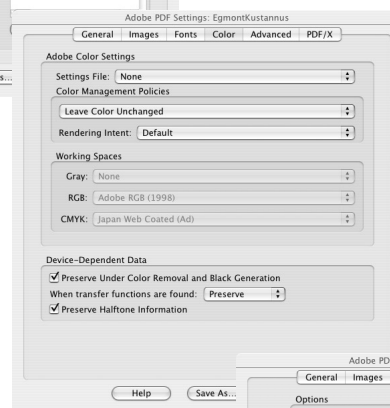 Adobe PDF Settings: EgmontKustannus
General Images Fonts Color Advanced PDF/X
Adobe Color Settings
Settings File: None
Color Management Policies
Leave Color Unchanged
Rendering Intent: Default
Working Spaces
Gray: None
RGB: Adobe RGB (1998)
CMYK: Japan Web Coated (Ad)
Device-Dependent Data
Preserve Under Color Removal and Black Generation
When transfer functions are found: Preserve
Preserve Halftone Information
Help Save As...
Adobe PD
General Images
Options